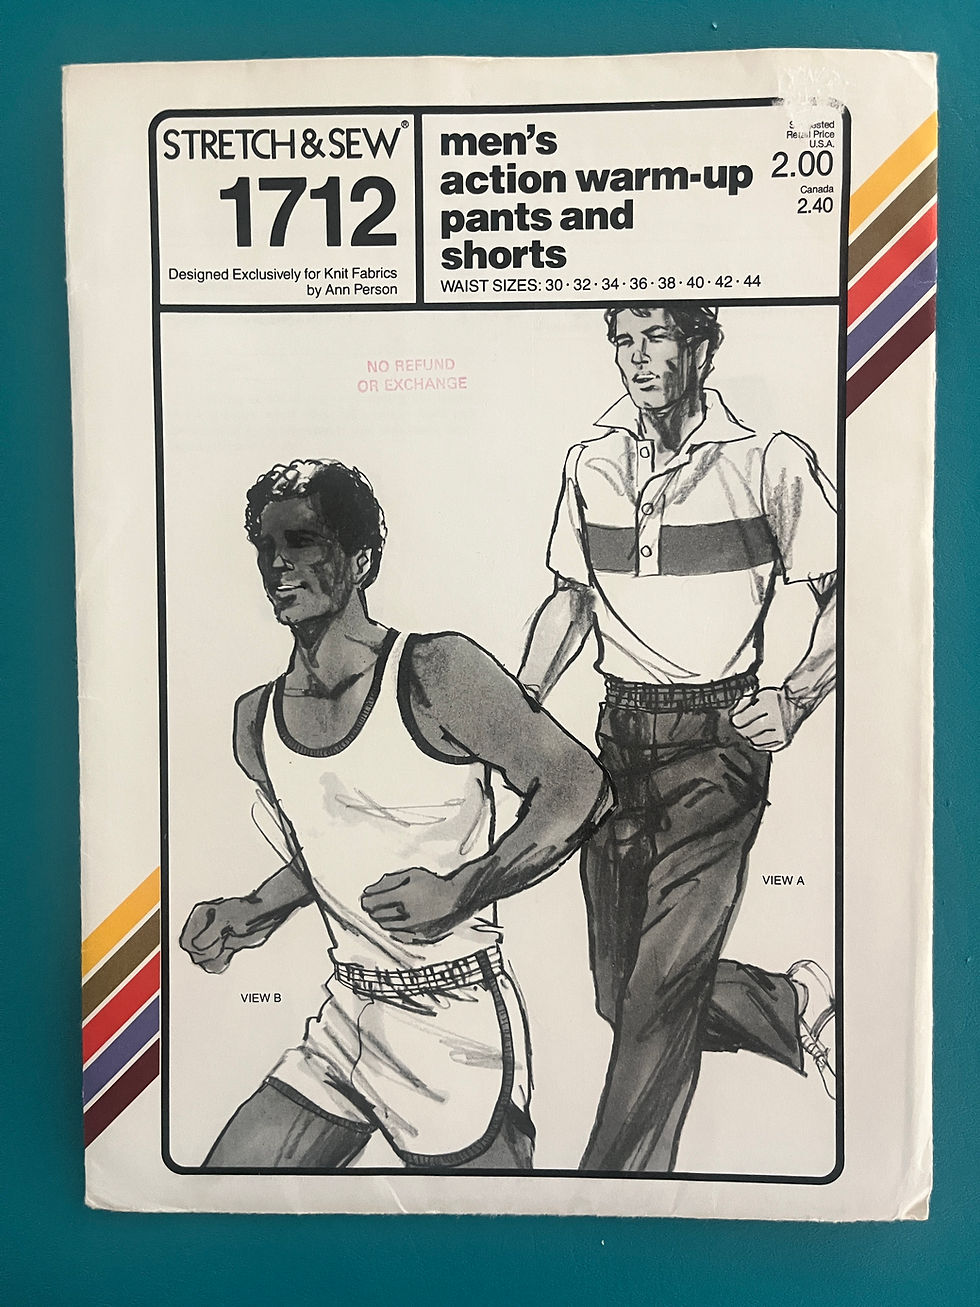 STRETCH & SEW®
1712
Designed Exclusively for Knit Fabrics
by Ann Person
men's
action warm-up
pants and
shorts
WAIST SIZES: 30 · 32 · 34 · 36 · 38 · 40 · 42 · 44
Suggested
Retail Price
U.S.A.
2.00
Canada
2.40
NO REFUND
OR EXCHANGE
VIEW A
VIEW B